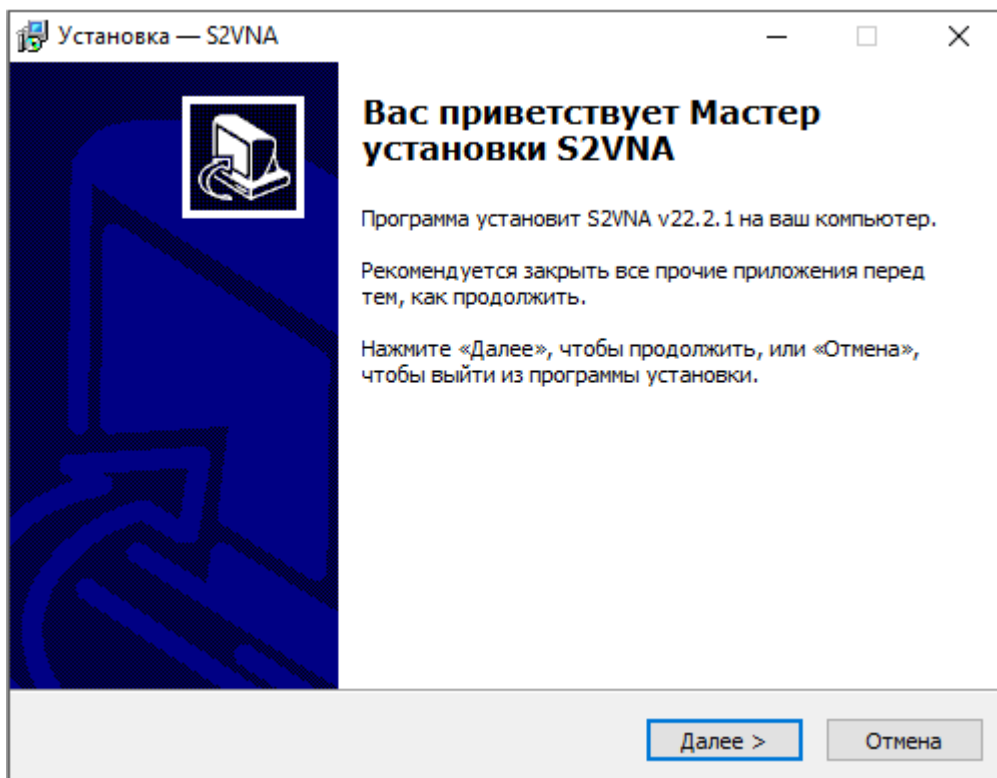 Установка — S2VNA
Вас приветствует Мастер
установки S2VNA
Программа установит S2VNA v22.2.1 на ваш компьютер.
Рекомендуется закрыть все прочие приложения перед
тем, как продолжить.
Нажмите «Далее», чтобы продолжить, или «Отмена»,
чтобы выйти из программы установки.
Далее >
Отмена